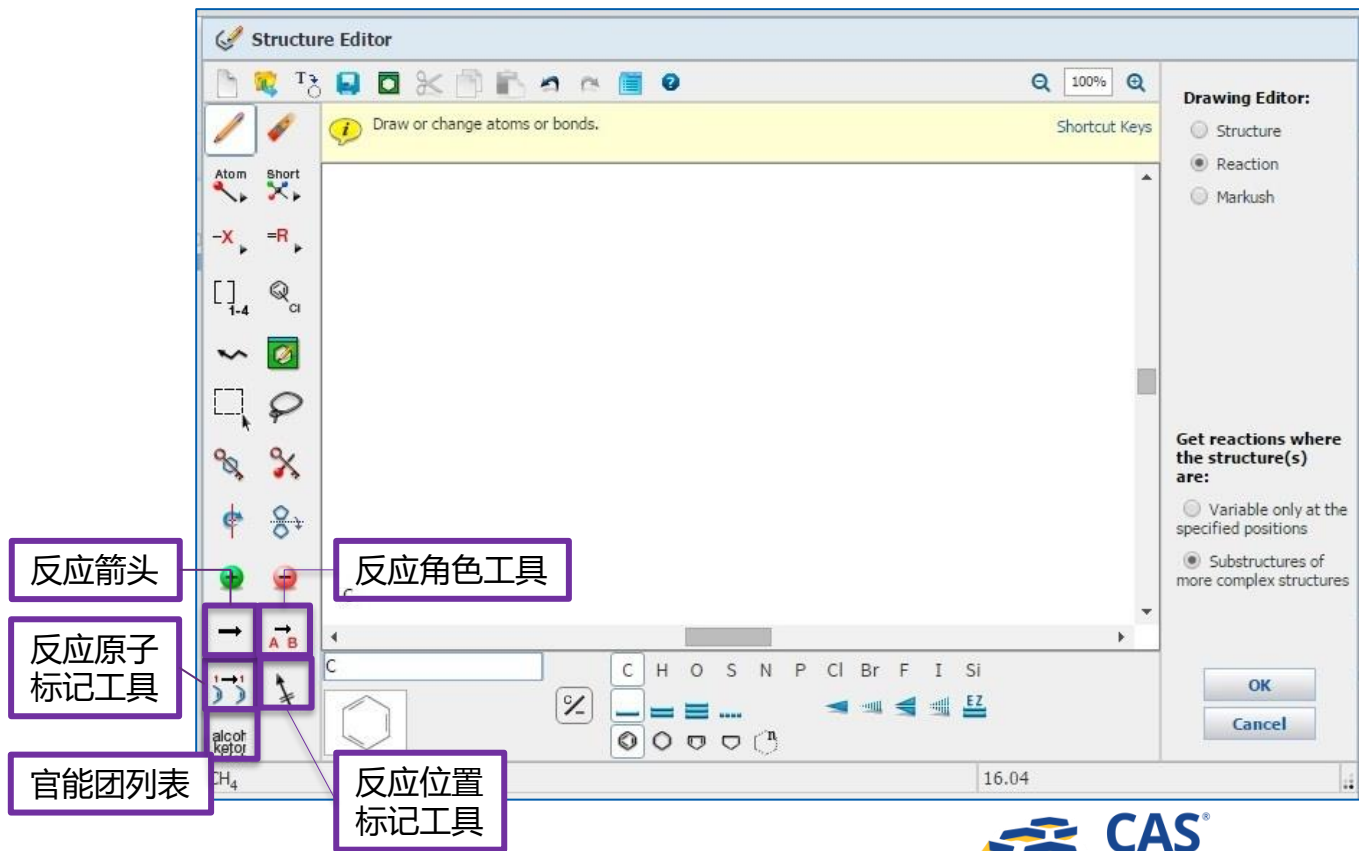 Structure Editor
100%
Draw or change atoms or bonds.
Shortcut Keys
Drawing Editor:
Structure
Reaction
Markush
Atom
Short
-X
=R
[ ] 1-4
Cl
Get reactions where
the structure(s)
are:
Variable only at the
specified positions
Substructures of
more complex structures
反应箭头
反应角色工具
C
A B
反应原子
标记工具
1 1
C
C H O S N P Cl Br F I Si
EZ
n
OK
Cancel
官能团列表
CH4
16.04
反应位置
标记工具
CAS®